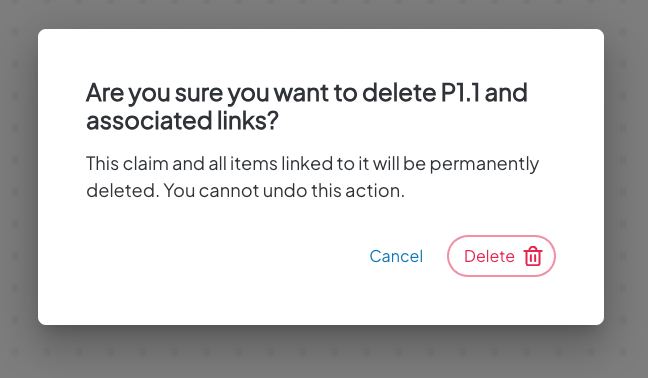 Are you sure you want to delete P1.1 and
associated links?
This claim and all items linked to it will be permanently
deleted. You cannot undo this action.
Cancel
Delete